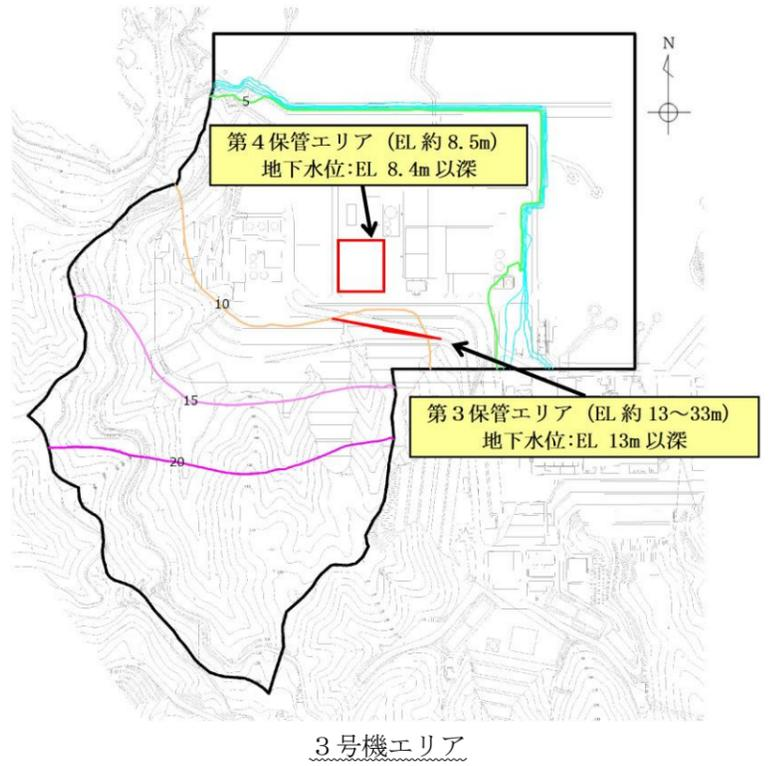 N
5
第４保管エリア（EL 約 8.5m）
地下水位：EL 8.4m 以深
10
15
第３保管エリア（EL 約 13～33m）
地下水位：EL 13m 以深
20
３号機エリア